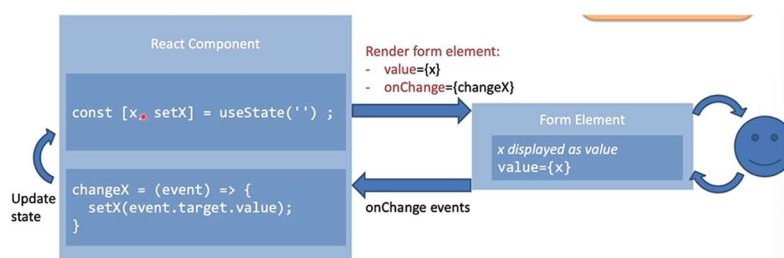 React Component
const [x, setX] = useState('') ;
Update
state
changeX = (event) => {
setX(event.target.value);
}
Render form element:
- value={x}
- onChange={changeX}
onChange events
Form Element
x displayed as value
value={x}